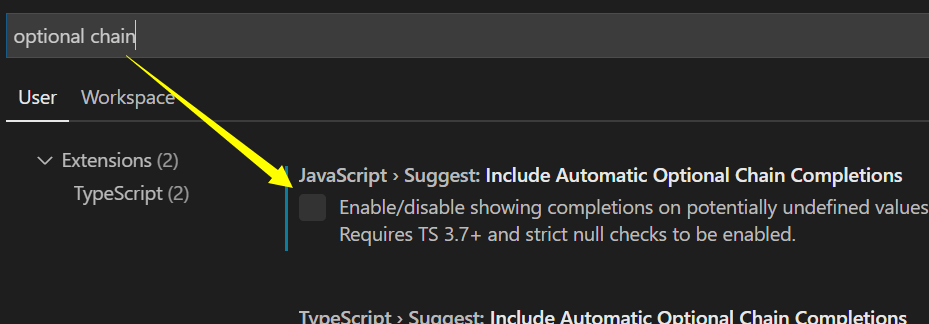 optional chain
User Workspace
Extensions (2)
TypeScript (2)
JavaScript › Suggest: Include Automatic Optional Chain Completions
Enable/disable showing completions on potentially undefined values
Requires TS 3.7+ and strict null checks to be enabled.
TypeScript › Suggest: Include Automatic Optional Chain Completions